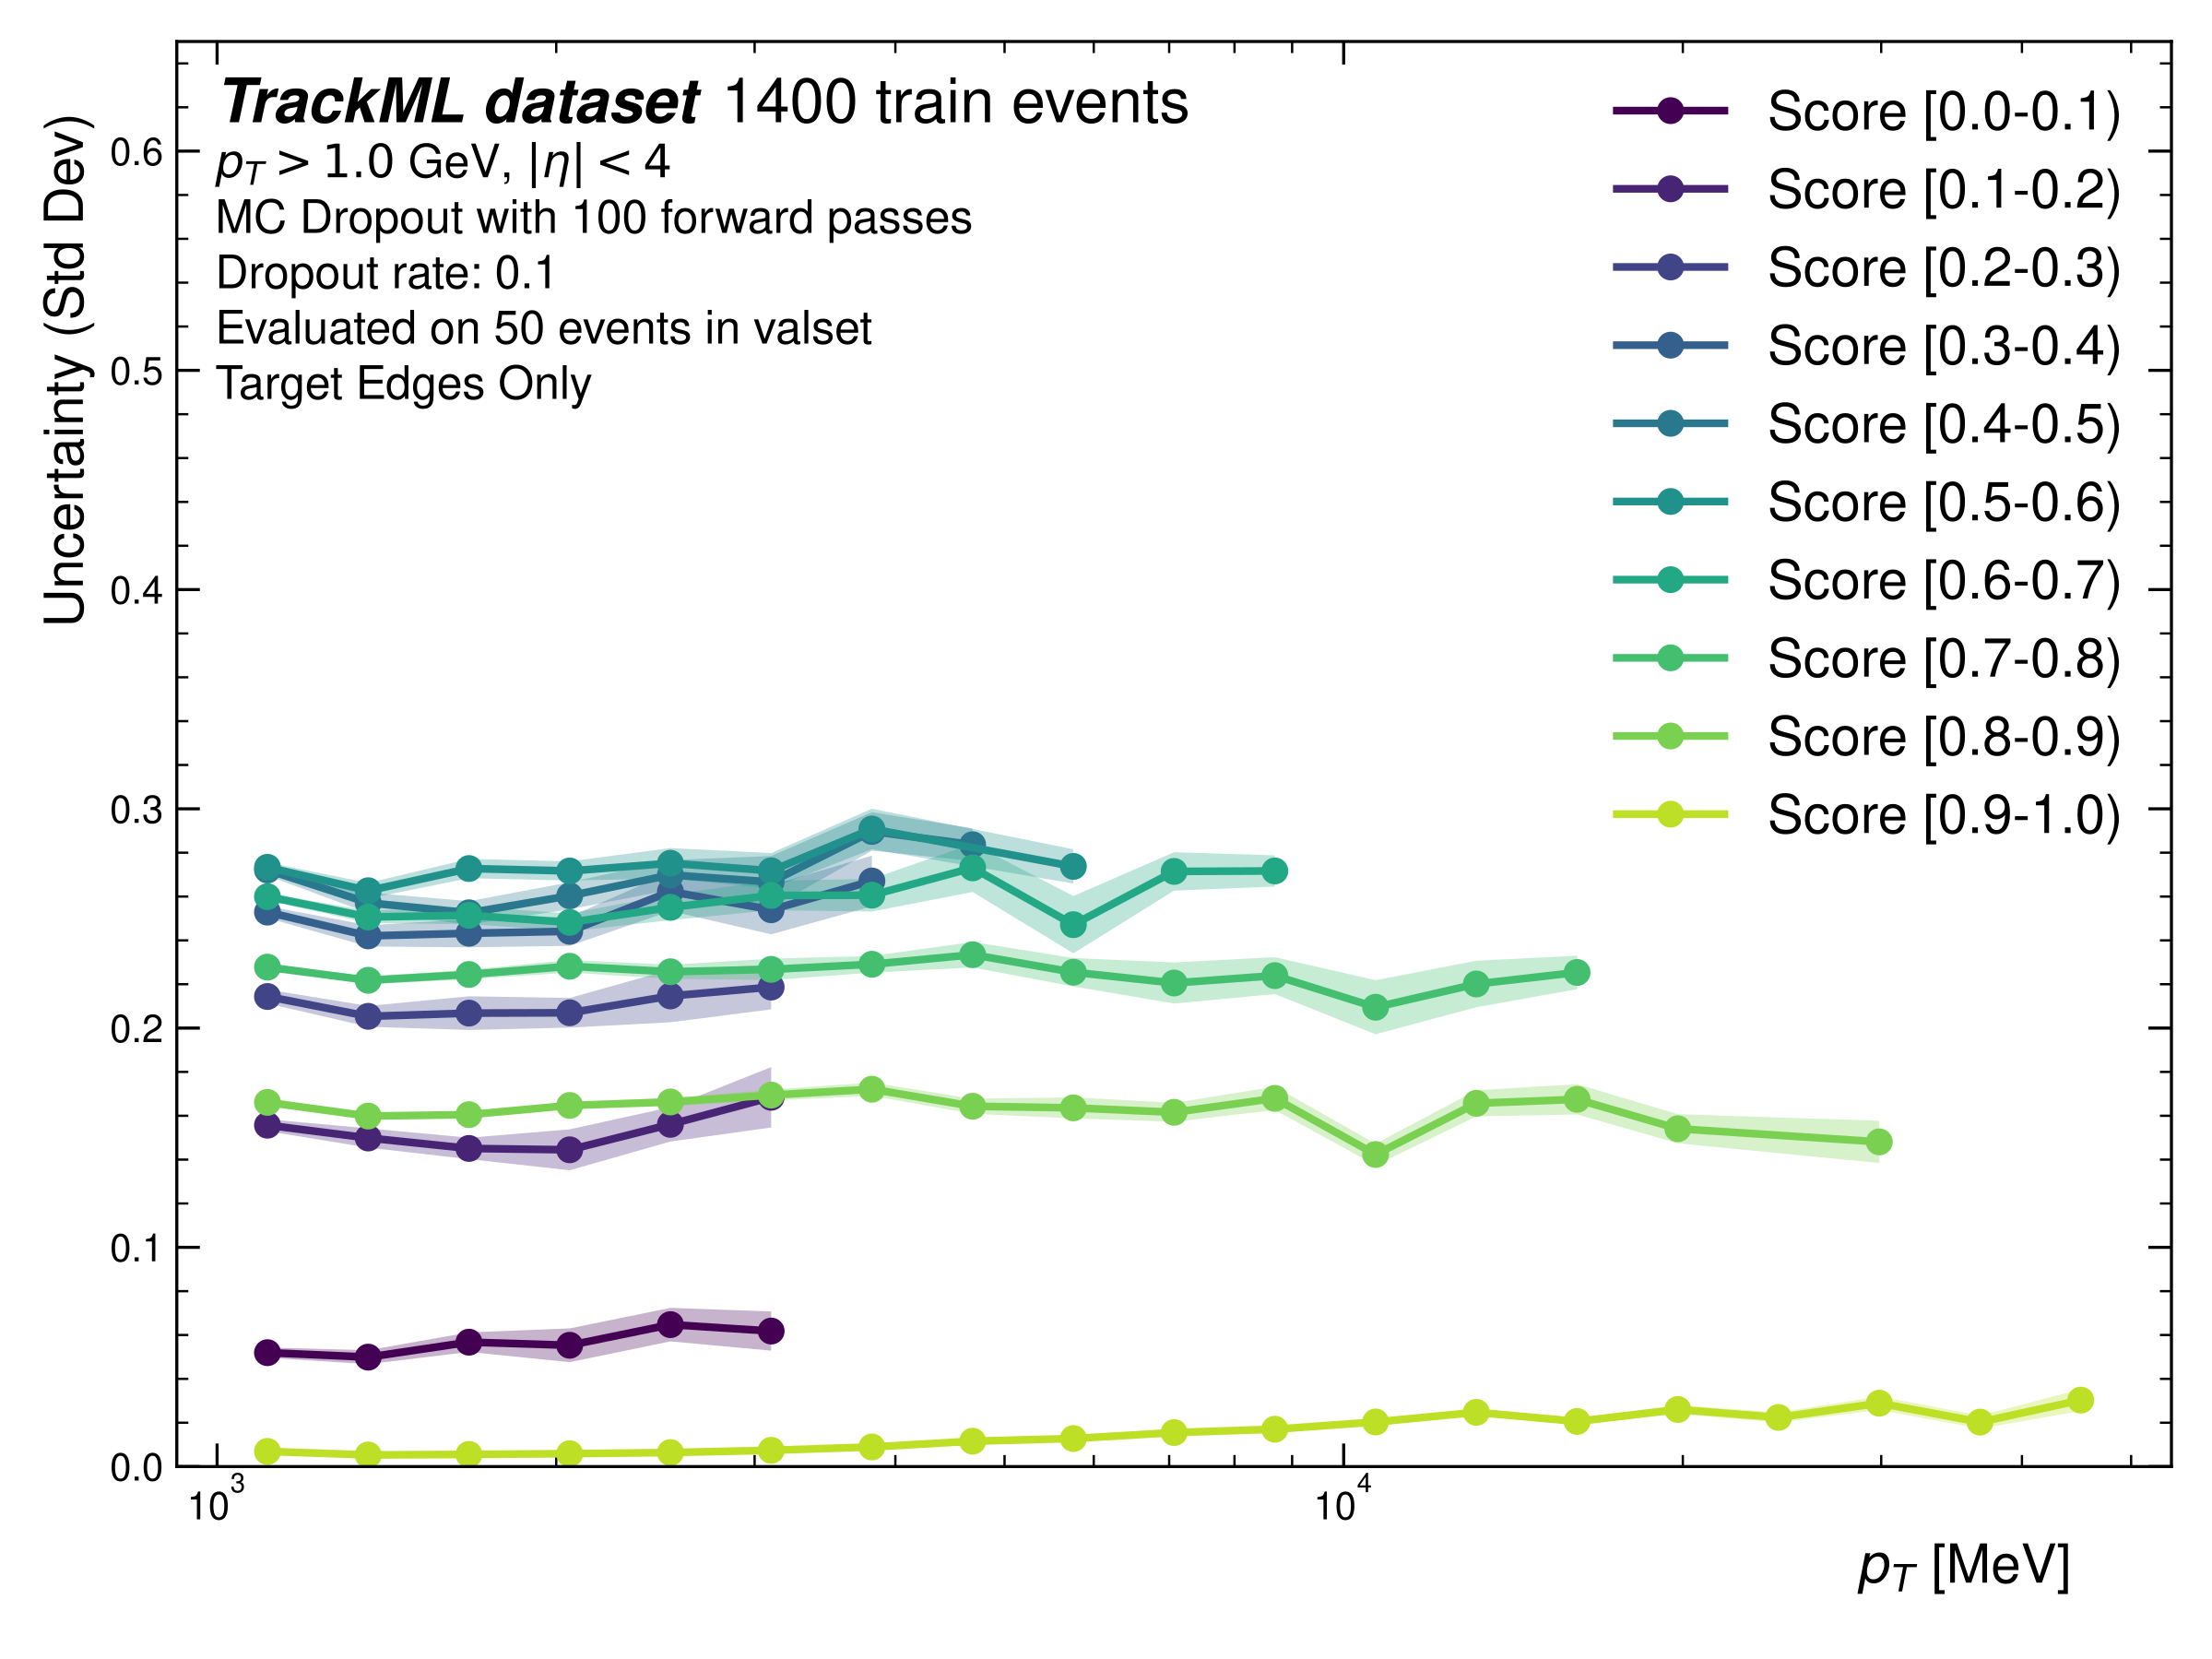 TrackML dataset 1400 train events
p_T > 1.0 GeV, |η| < 4
MC Dropout with 100 forward passes
Dropout rate: 0.1
Evaluated on 50 events in valset
Target Edges Only
Score [0.0-0.1)
Score [0.1-0.2)
Score [0.2-0.3)
Score [0.3-0.4)
Score [0.4-0.5)
Score [0.5-0.6)
Score [0.6-0.7)
Score [0.7-0.8)
Score [0.8-0.9)
Score [0.9-1.0)
Uncertainty (Std Dev)
0.6
0.5
0.4
0.3
0.2
0.1
0.0
10³
10⁴
p_T [MeV]